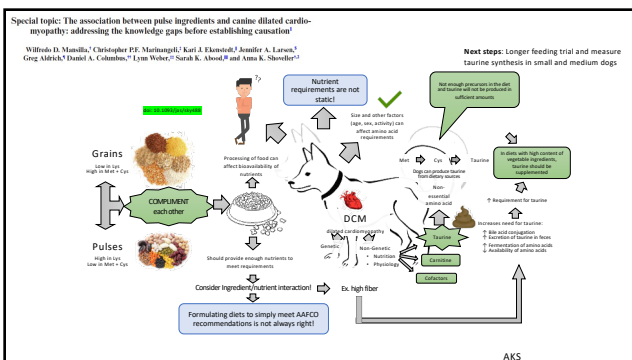 Special topic: The association between pulse ingredients and canine dilated cardio-
myopathy: addressing the knowledge gaps before establishing causation
Wilfredo D. Mansilla, Christopher P.F. Marinangeli, Kari J. Ekenstedt, Jennifer A. Larsen,
Greg Aldrich, Daniel A. Columbus, Lynn Weber, Sarah K. Abood, and Anna K. Shoveller
Next steps: Longer feeding trial and measure
taurine synthesis in small and medium dogs
??
Nutrient
requirements are not
static!
Not enough precursors in the diet
and taurine will not be produced in
sufficient amounts
Size and other factors
(age, sex, activity) can
affect amino acid
requirements
Grains
Low in Lys
High in Met + Cys
Processing of food can
affect bioavailability of
nutrients
Met
Cys
Taurine
Dogs can produce taurine
from dietary sources
In diets with high content of
vegetable ingredients,
taurine should be
supplemented
COMPLIMENT
each other
Non-
essential
amino acid
↑ Requirement for taurine
DCM
dilated cardiomyopathy
Genetic
Non-Genetic
• Nutrition
• Physiology
Taurine
Carnitine
Cofactors
Increases need for taurine:
↑ Bile acid conjugation
↑ Excretion of taurine in feces
↑ Fermentation of amino acids
↓ Availability of amino acids
Pulses
High in Lys
Low in Met + Cys
Should provide enough nutrients to
meet requirements
Consider Ingredient/nutrient interaction!
Ex. high fiber
Formulating diets to simply meet AAFCO
recommendations is not always right!
AKS